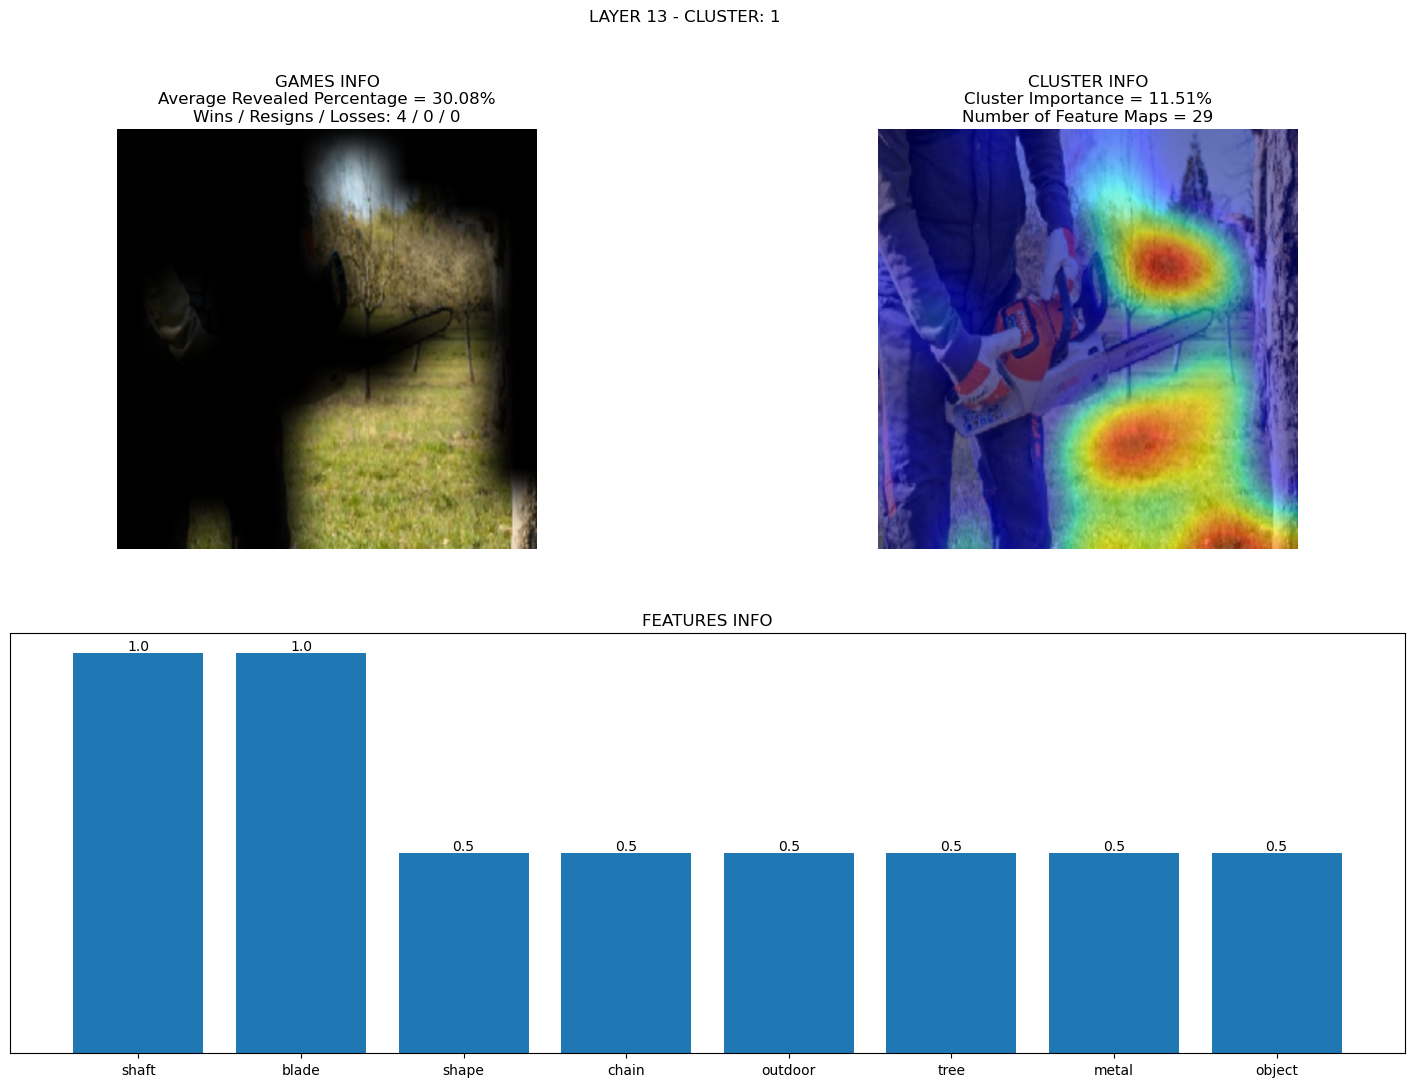 LAYER 13 - CLUSTER: 1
GAMES INFO
Average Revealed Percentage = 30.08%
Wins / Resigns / Losses: 4 / 0 / 0
CLUSTER INFO
Cluster Importance = 11.51%
Number of Feature Maps = 29
FEATURES INFO
1.0 1.0 0.5 0.5 0.5 0.5 0.5 0.5
shaft blade shape chain outdoor tree metal object